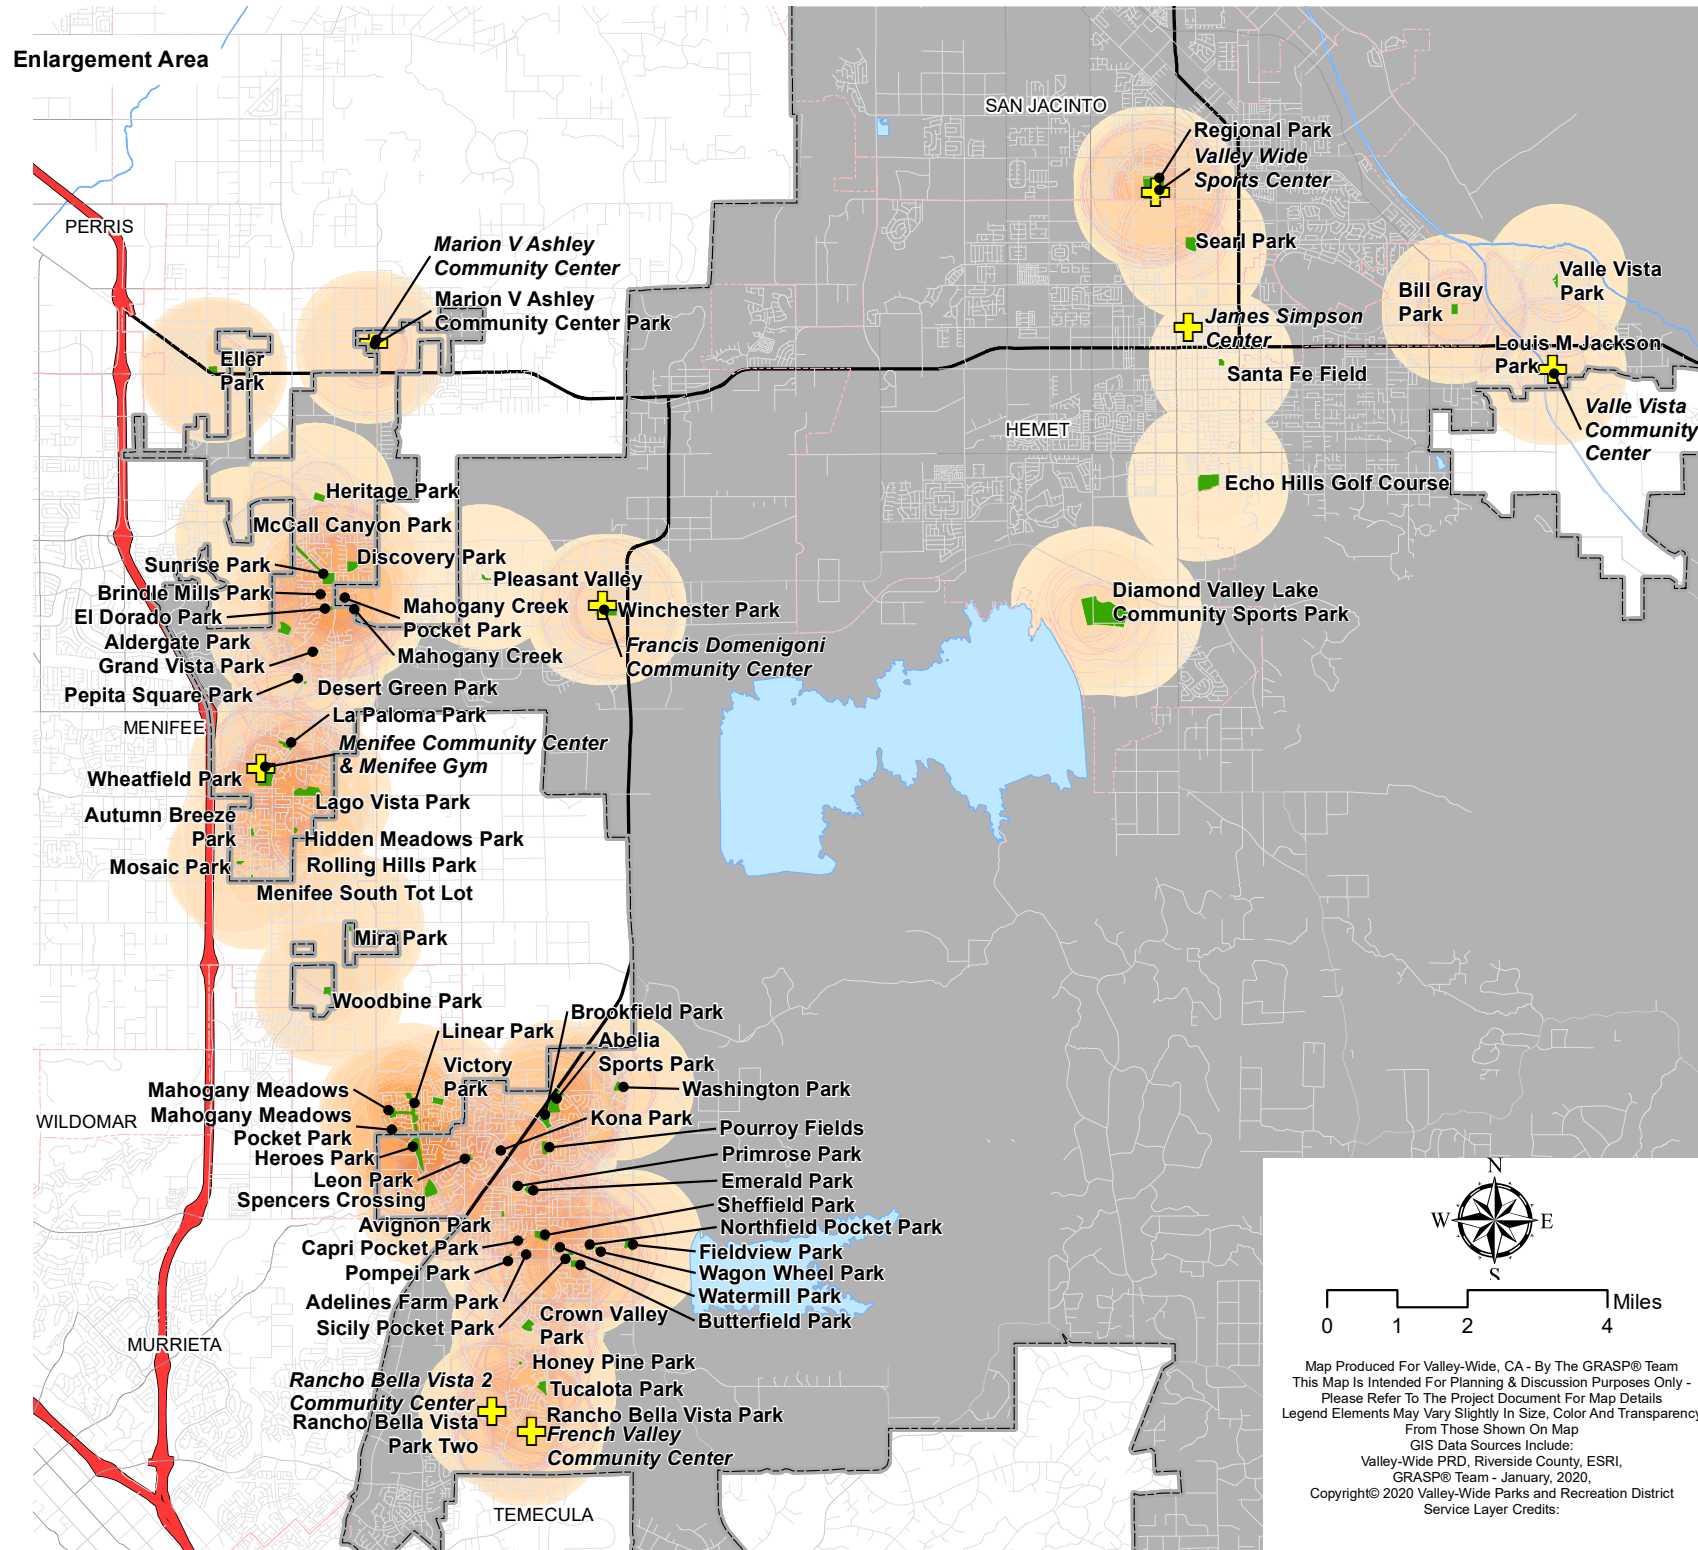 Enlargement Area
SAN JACINTO
Regional Park
Valley Wide
Sports Center
PERRIS
Searl Park
Marion V Ashley
Community Center
Marion V Ashley
Community Center Park
Valle Vista
Park
Bill Gray
Park
James Simpson
Center
Eller
Park
Louis M Jackson
Park
Santa Fe Field
Valle Vista
Community
Center
HEMET
Heritage Park
Echo Hills Golf Course
McCall Canyon Park
Discovery Park
Sunrise Park
Pleasant Valley
Brindle Mills Park
El Dorado Park
Mahogany Creek
Pocket Park
Winchester Park
Diamond Valley Lake
Community Sports Park
Aldergate Park
Mahogany Creek
Francis Domenigoni
Community Center
Grand Vista Park
Pepita Square Park
Desert Green Park
La Paloma Park
MENIFEE
Menifee Community Center
& Menifee Gym
Wheatfield Park
Lago Vista Park
Autumn Breeze
Park
Hidden Meadows Park
Mosaic Park
Rolling Hills Park
Menifee South Tot Lot
Mira Park
Woodbine Park
Brookfield Park
Linear Park
Abelia
Sports Park
Victory
Park
Washington Park
Mahogany Meadows
Mahogany Meadows
Pocket Park
WILDOMAR
Kona Park
Pourroy Fields
Heroes Park
Primrose Park
Leon Park
Emerald Park
Spencers Crossing
Sheffield Park
Avignon Park
Northfield Pocket Park
Capri Pocket Park
Fieldview Park
Pompei Park
Wagon Wheel Park
Adelines Farm Park
Watermill Park
Sicily Pocket Park
Butterfield Park
Crown Valley
Park
MURRIETA
Honey Pine Park
Rancho Bella Vista 2
Community Center
Tucalota Park
Rancho Bella Vista
Park Two
Rancho Bella Vista Park
French Valley
Community Center
TEMECULA
N
W E
S
Miles
0 1 2 4
Map Produced For Valley-Wide, CA - By The GRASP® Team
This Map Is Intended For Planning & Discussion Purposes Only -
Please Refer To The Project Document For Map Details
Legend Elements May Vary Slightly In Size, Color And Transparency
From Those Shown On Map
GIS Data Sources Include:
Valley-Wide PRD, Riverside County, ESRI,
GRASP® Team - January, 2020,
Copyright© 2020 Valley-Wide Parks and Recreation District
Service Layer Credits: